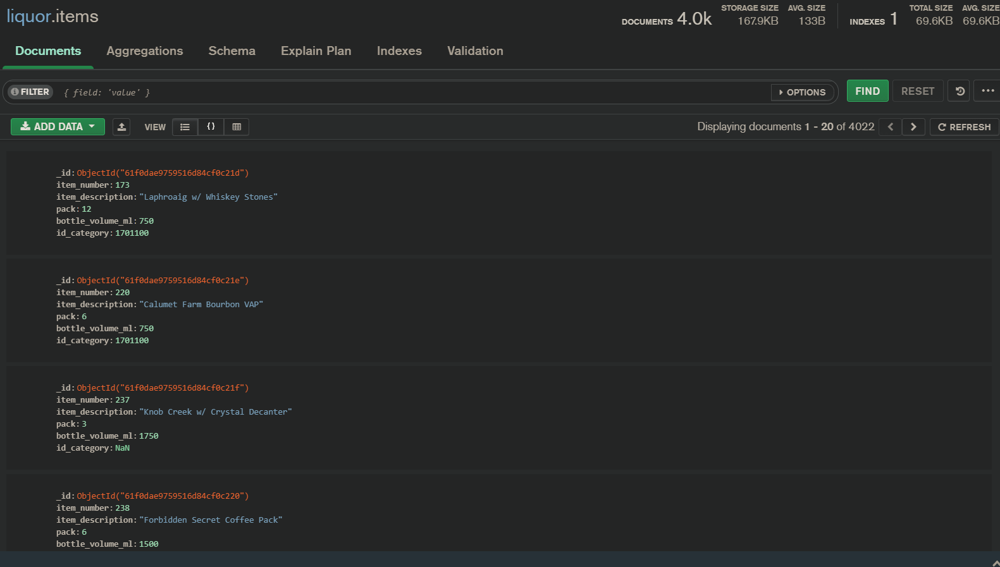 liquor.items
DOCUMENTS 4.0k
STORAGE SIZE 167.9KB
AVG. SIZE 133B
INDEXES 1
TOTAL SIZE 69.6KB
AVG. SIZE 69.6KB
Documents Aggregations Schema Explain Plan Indexes Validation
FILTER { field: 'value' } OPTIONS FIND RESET
ADD DATA VIEW {} Displaying documents 1 - 20 of 4022 REFRESH
_id: ObjectId("61f0dae9759516d84cf0c21d")
item_number: 173
item_description: "Laphroaig w/ Whiskey Stones"
pack: 12
bottle_volume_ml: 750
id_category: 1701100
_id: ObjectId("61f0dae9759516d84cf0c21e")
item_number: 220
item_description: "Calumet Farm Bourbon VAP"
pack: 6
bottle_volume_ml: 750
id_category: 1701100
_id: ObjectId("61f0dae9759516d84cf0c21f")
item_number: 237
item_description: "Knob Creek w/ Crystal Decanter"
pack: 3
bottle_volume_ml: 1750
id_category: NaN
_id: ObjectId("61f0dae9759516d84cf0c220")
item_number: 238
item_description: "Forbidden Secret Coffee Pack"
pack: 6
bottle_volume_ml: 1500